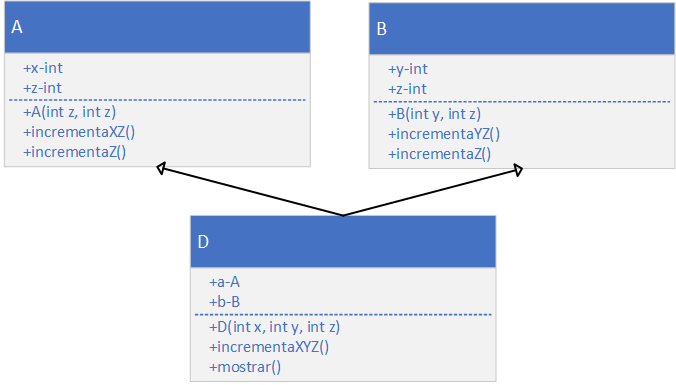 A
+x-int
+z-int
+A(int z, int z)
+incrementaXZ()
+incrementaZ()
B
+y-int
+z-int
+B(int y, int z)
+incrementaYZ()
+incrementaZ()
D
+a-A
+b-B
+D(int x, int y, int z)
+incrementaXYZ()
+mostrar()